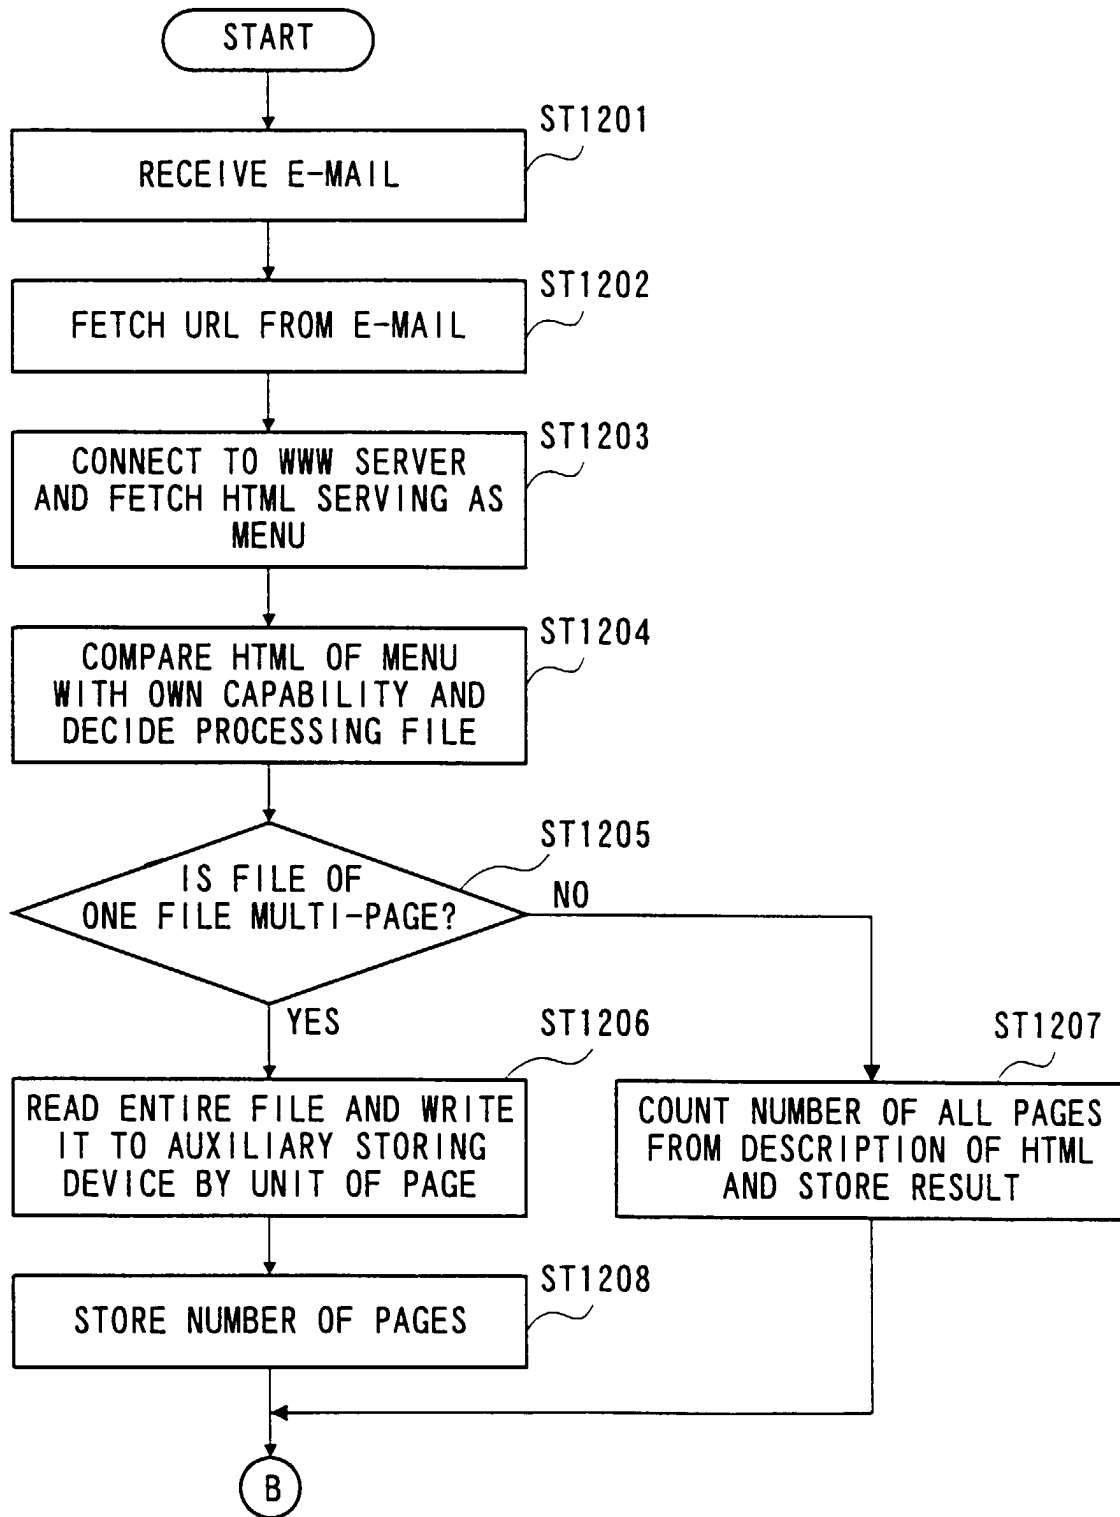 START
ST1201
RECEIVE E-MAIL
ST1202
FETCH URL FROM E-MAIL
ST1203
CONNECT TO WWW SERVER
AND FETCH HTML SERVING AS
MENU
ST1204
COMPARE HTML OF MENU
WITH OWN CAPABILITY AND
DECIDE PROCESSING FILE
ST1205
IS FILE OF
ONE FILE MULTI-PAGE?
NO
YES
ST1206
READ ENTIRE FILE AND WRITE
IT TO AUXILIARY STORING
DEVICE BY UNIT OF PAGE
ST1207
COUNT NUMBER OF ALL PAGES
FROM DESCRIPTION OF HTML
AND STORE RESULT
ST1208
STORE NUMBER OF PAGES
B